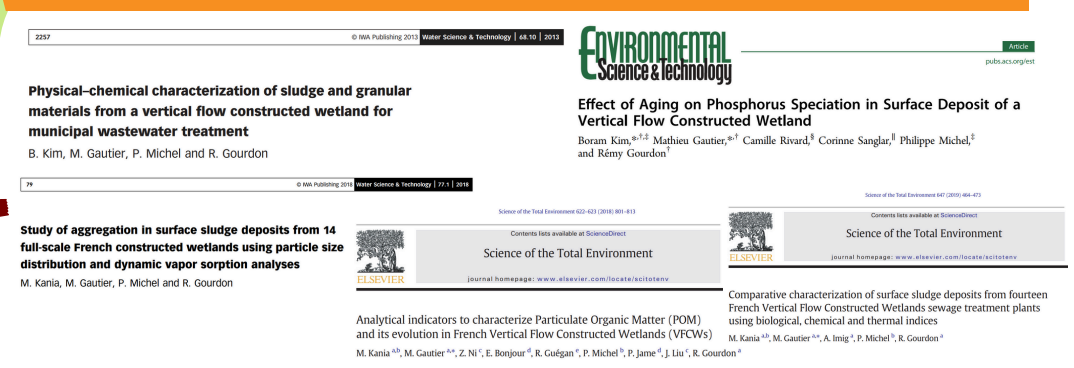 2257
© IWA Publishing 2013 Water Science & Technology | 68.10 | 2013
Physical–chemical characterization of sludge and granular
materials from a vertical flow constructed wetland for
municipal wastewater treatment
B. Kim, M. Gautier, P. Michel and R. Gourdon
ENVIRONMENTAL
Science & Technology
Article
pubs.acs.org/est
Effect of Aging on Phosphorus Speciation in Surface Deposit of a
Vertical Flow Constructed Wetland
Boram Kim,*,†,‡ Mathieu Gautier,*,† Camille Rivard,§ Corinne Sanglar,∥ Philippe Michel,‡
and Rémy Gourdon†
79
© IWA Publishing 2018 Water Science & Technology | 77.1 | 2018
Study of aggregation in surface sludge deposits from 14
full-scale French constructed wetlands using particle size
distribution and dynamic vapor sorption analyses
M. Kania, M. Gautier, P. Michel and R. Gourdon
Science of the Total Environment 622–623 (2018) 801–813
Contents lists available at ScienceDirect
Science of the Total Environment
journal homepage: www.elsevier.com/locate/scitotenv
ELSEVIER
Analytical indicators to characterize Particulate Organic Matter (POM)
and its evolution in French Vertical Flow Constructed Wetlands (VFCWs)
M. Kania a,b, M. Gautier a,*, Z. Ni c, E. Bonjour d, R. Guégan e, P. Michel b, P. Jame d, J. Liu c, R. Gourdon a
Science of the Total Environment 647 (2019) 464–473
Contents lists available at ScienceDirect
Science of the Total Environment
journal homepage: www.elsevier.com/locate/scitotenv
ELSEVIER
Comparative characterization of surface sludge deposits from fourteen
French Vertical Flow Constructed Wetlands sewage treatment plants
using biological, chemical and thermal indices
M. Kania a,b, M. Gautier a,*, A. Imig a, P. Michel b, R. Gourdon a